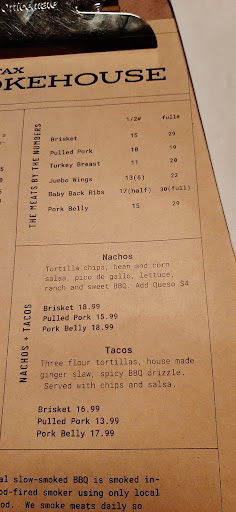 TAX
OKEHOUSE
THE MEATS BY THE NUMBERS
1/2# full#
Brisket 15 29
Pulled Pork 10 19
Turkey Breast 11 20
Jumbo Wings 13(6) 22
Baby Back Ribs 17(half) 30(full)
Pork Belly 15 29
NACHOS + TACOS
Nachos
Tortilla chips, bean and corn
salsa, pico de gallo, lettuce,
ranch and sweet BBQ. Add Queso $4
Brisket 18.99
Pulled Pork 15.99
Pork Belly 18.99
Tacos
Three flour tortillas, house made
ginger slaw, spicy BBQ drizzle.
Served with chips and salsa.
Brisket 16.99
Pulled Pork 13.99
Pork Belly 17.99
al slow-smoked BBQ is smoked in-
od-fired smoker using only local
od. We smoke meats daily so